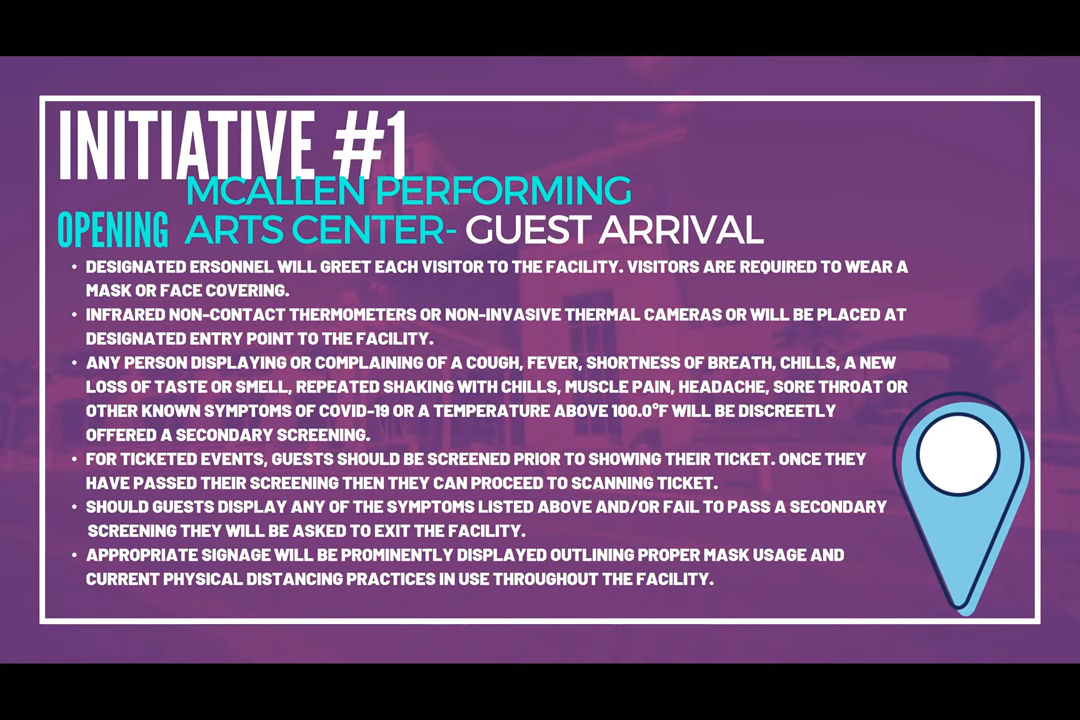 INITIATIVE #1
MCALLEN PERFORMING
OPENING ARTS CENTER- GUEST ARRIVAL
• DESIGNATED ERSONNEL WILL GREET EACH VISITOR TO THE FACILITY. VISITORS ARE REQUIRED TO WEAR A
MASK OR FACE COVERING.
• INFRARED NON-CONTACT THERMOMETERS OR NON-INVASIVE THERMAL CAMERAS OR WILL BE PLACED AT
DESIGNATED ENTRY POINT TO THE FACILITY.
• ANY PERSON DISPLAYING OR COMPLAINING OF A COUGH, FEVER, SHORTNESS OF BREATH, CHILLS, A NEW
LOSS OF TASTE OR SMELL, REPEATED SHAKING WITH CHILLS, MUSCLE PAIN, HEADACHE, SORE THROAT OR
OTHER KNOWN SYMPTOMS OF COVID-19 OR A TEMPERATURE ABOVE 100.0°F WILL BE DISCREETLY
OFFERED A SECONDARY SCREENING.
• FOR TICKETED EVENTS, GUESTS SHOULD BE SCREENED PRIOR TO SHOWING THEIR TICKET. ONCE THEY
HAVE PASSED THEIR SCREENING THEN THEY CAN PROCEED TO SCANNING TICKET.
• SHOULD GUESTS DISPLAY ANY OF THE SYMPTOMS LISTED ABOVE AND/OR FAIL TO PASS A SECONDARY
SCREENING THEY WILL BE ASKED TO EXIT THE FACILITY.
• APPROPRIATE SIGNAGE WILL BE PROMINENTLY DISPLAYED OUTLINING PROPER MASK USAGE AND
CURRENT PHYSICAL DISTANCING PRACTICES IN USE THROUGHOUT THE FACILITY.